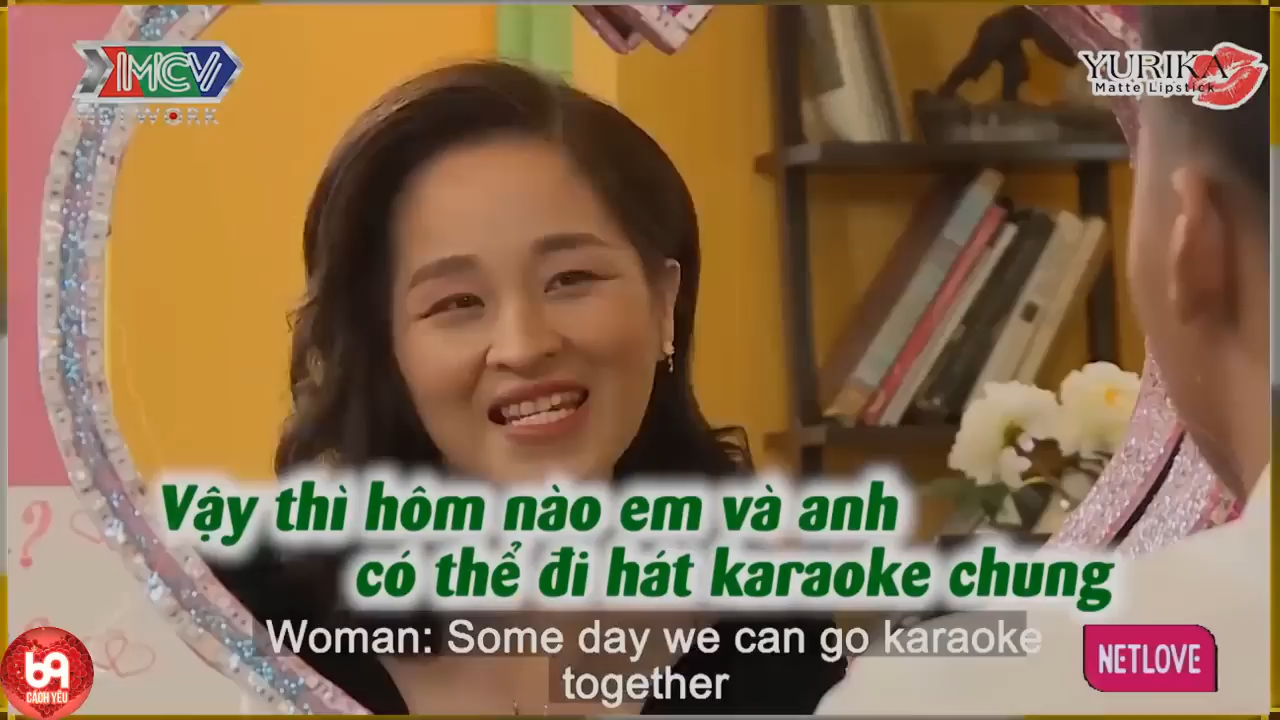 MCV
NETWORK
YURIKA
Matte Lipstick
?
Vậy thì hôm nào em và anh
có thể đi hát karaoke chung
Woman: Some day we can go karaoke
together
69
CÁCH YÊU
NETLOVE